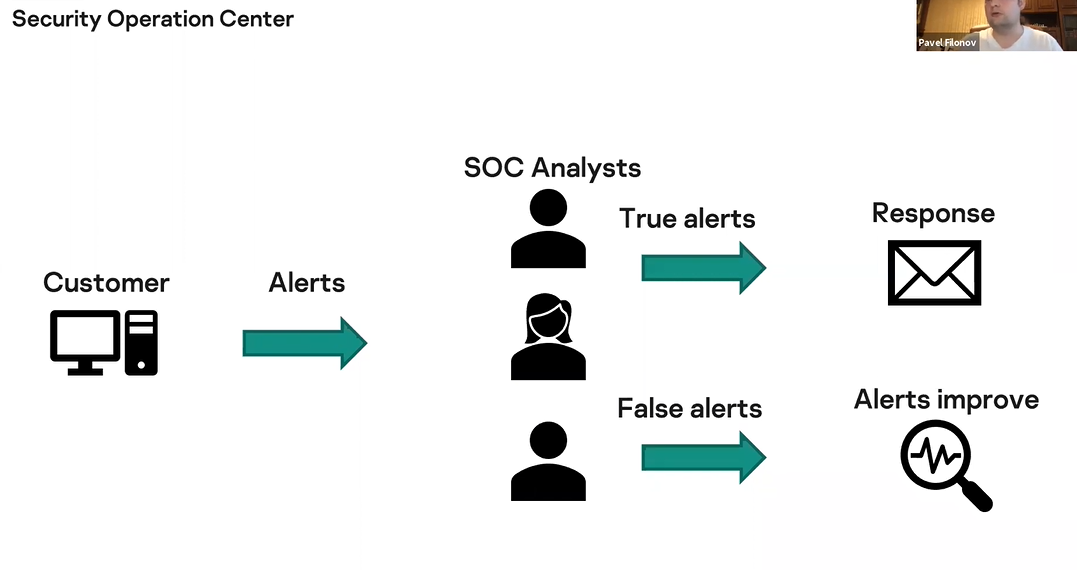 Security Operation Center
Pavel Filonov
SOC Analysts
True alerts
Response
Customer
Alerts
False alerts
Alerts improve